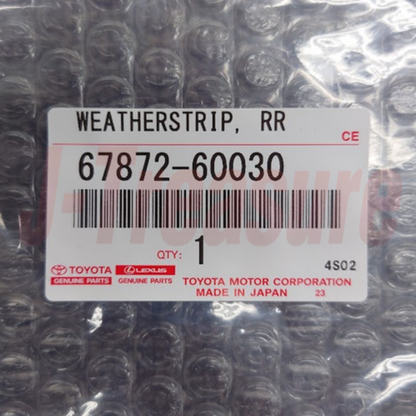 WEATHERSTRIP, RR
CE
67872-60030
QTY: 1
4S02
TOYOTA LEXUS
GENUINE PARTS GENUINE PARTS
TOYOTA MOTOR CORPORATION
MADE IN JAPAN 23
J-Treasure